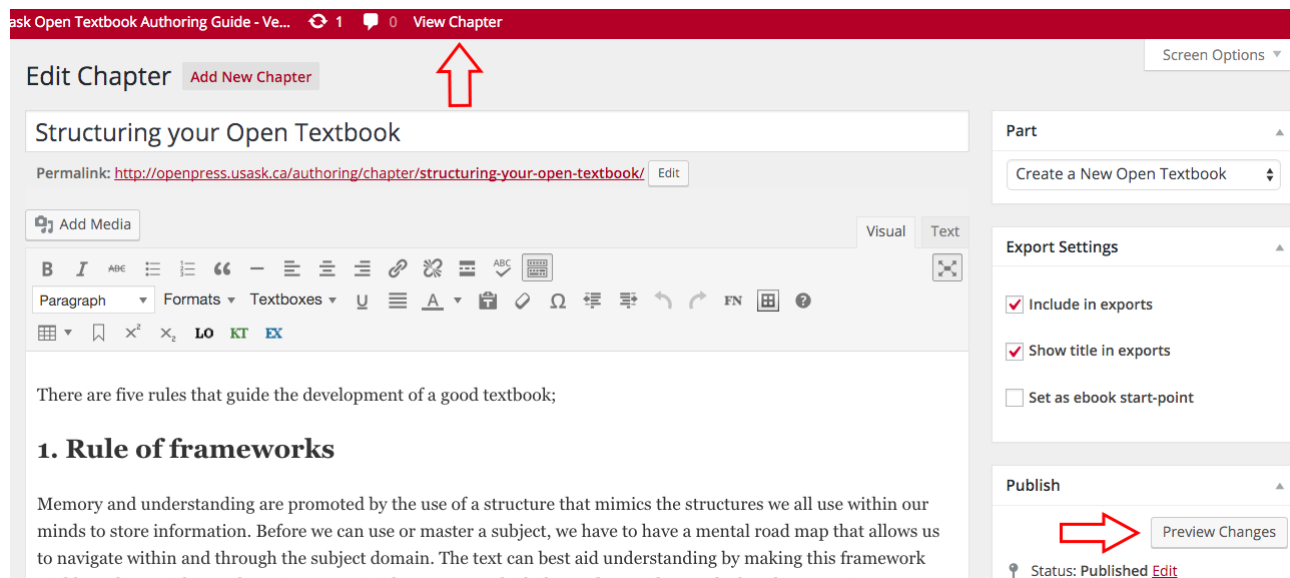 ask Open Textbook Authoring Guide - Ve... 1 0 View Chapter
Screen Options
Edit Chapter Add New Chapter
Structuring your Open Textbook
Permalink: http://openpress.usask.ca/authoring/chapter/structuring-your-open-textbook/ Edit
Add Media
Visual Text
B I ABE ABC
Paragraph Formats Textboxes U A Ω FN
x² x₂ LO KT EX
There are five rules that guide the development of a good textbook;
1. Rule of frameworks
Memory and understanding are promoted by the use of a structure that mimics the structures we all use within our
minds to store information. Before we can use or master a subject, we have to have a mental road map that allows us
to navigate within and through the subject domain. The text can best aid understanding by making this framework
Part
Create a New Open Textbook
Export Settings
Include in exports
Show title in exports
Set as ebook start-point
Publish
Preview Changes
Status: Published Edit